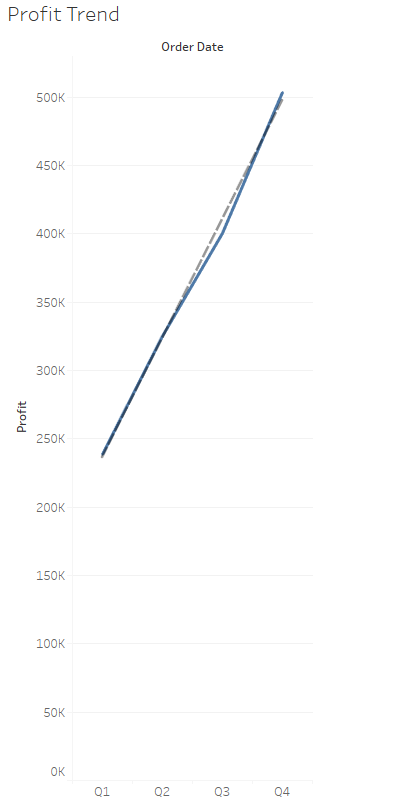 Profit Trend
Order Date
500K
450K
400K
350K
300K
Profit
250K
200K
150K
100K
50K
0K
Q1 Q2 Q3 Q4